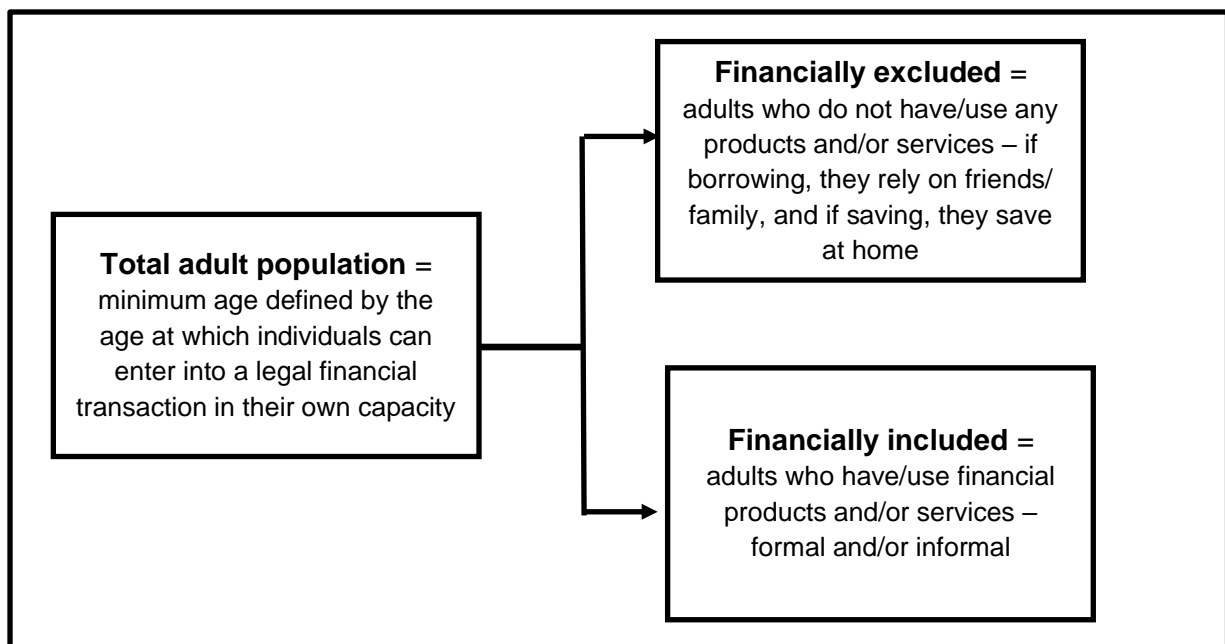 Financially excluded =
adults who do not have/use any
products and/or services – if
borrowing, they rely on friends/
family, and if saving, they save
at home
Total adult population =
minimum age defined by the
age at which individuals can
enter into a legal financial
transaction in their own capacity
Financially included =
adults who have/use financial
products and/or services –
formal and/or informal